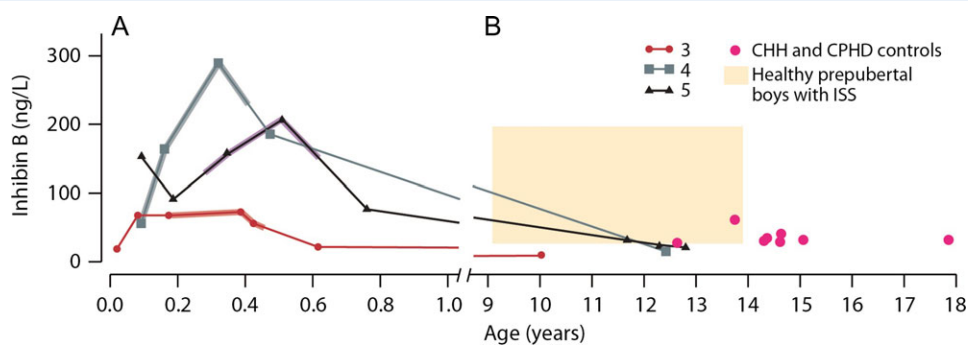 A
B
300
200
100
0
Inhibin B (ng/L)
3
4
5
CHH and CPHD controls
Healthy prepubertal
boys with ISS
0.0 0.2 0.4 0.6 0.8 1.0 9 10 11 12 13 14 15 16 17 18
Age (years)